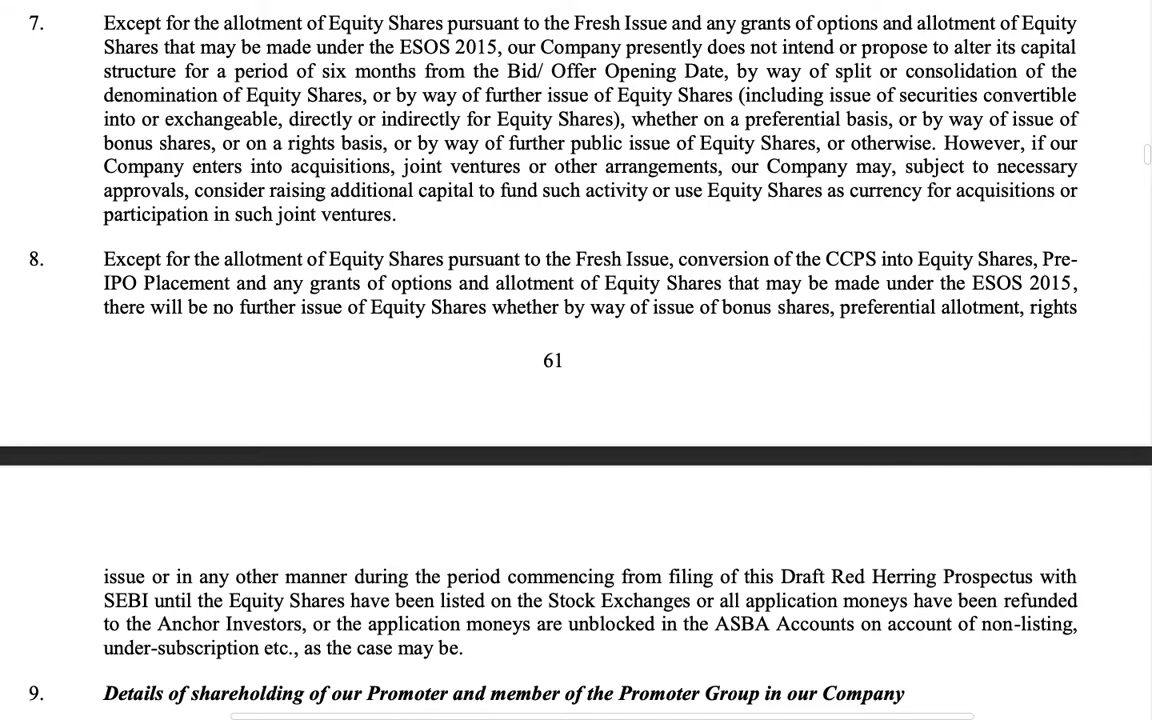 7. Except for the allotment of Equity Shares pursuant to the Fresh Issue and any grants of options and allotment of Equity
Shares that may be made under the ESOS 2015, our Company presently does not intend or propose to alter its capital
structure for a period of six months from the Bid/ Offer Opening Date, by way of split or consolidation of the
denomination of Equity Shares, or by way of further issue of Equity Shares (including issue of securities convertible
into or exchangeable, directly or indirectly for Equity Shares), whether on a preferential basis, or by way of issue of
bonus shares, or on a rights basis, or by way of further public issue of Equity Shares, or otherwise. However, if our
Company enters into acquisitions, joint ventures or other arrangements, our Company may, subject to necessary
approvals, consider raising additional capital to fund such activity or use Equity Shares as currency for acquisitions or
participation in such joint ventures.
8. Except for the allotment of Equity Shares pursuant to the Fresh Issue, conversion of the CCPS into Equity Shares, Pre-
IPO Placement and any grants of options and allotment of Equity Shares that may be made under the ESOS 2015,
there will be no further issue of Equity Shares whether by way of issue of bonus shares, preferential allotment, rights
61
issue or in any other manner during the period commencing from filing of this Draft Red Herring Prospectus with
SEBI until the Equity Shares have been listed on the Stock Exchanges or all application moneys have been refunded
to the Anchor Investors, or the application moneys are unblocked in the ASBA Accounts on account of non-listing,
under-subscription etc., as the case may be.
9. Details of shareholding of our Promoter and member of the Promoter Group in our Company